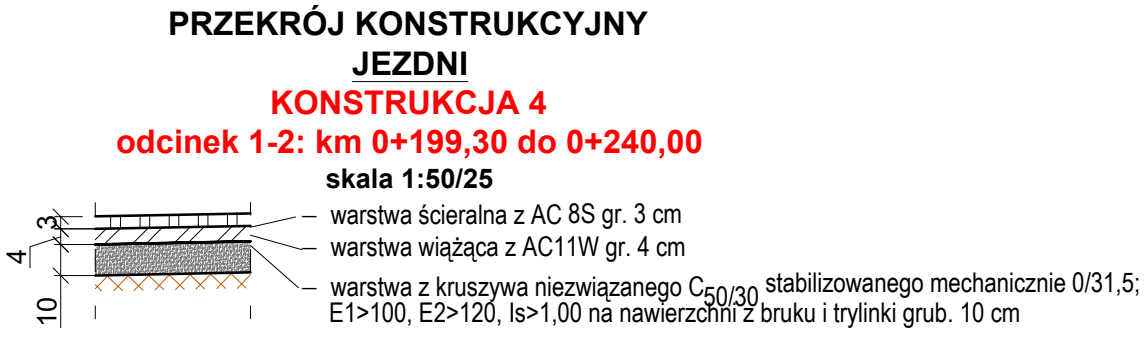 PRZEKRÓJ KONSTRUKCYJNY
JEZDNI
KONSTRUKCJA 4
odcinek 1-2: km 0+199,30 do 0+240,00
skala 1:50/25
3
warstwa ścieralna z AC 8S gr. 3 cm
4
warstwa wiążąca z AC11W gr. 4 cm
10
warstwa z kruszywa niezwiązanego C50/30 stabilizowanego mechanicznie 0/31,5;
E1>100, E2>120, Is>1,00 na nawierzchni z bruku i trylinki grub. 10 cm